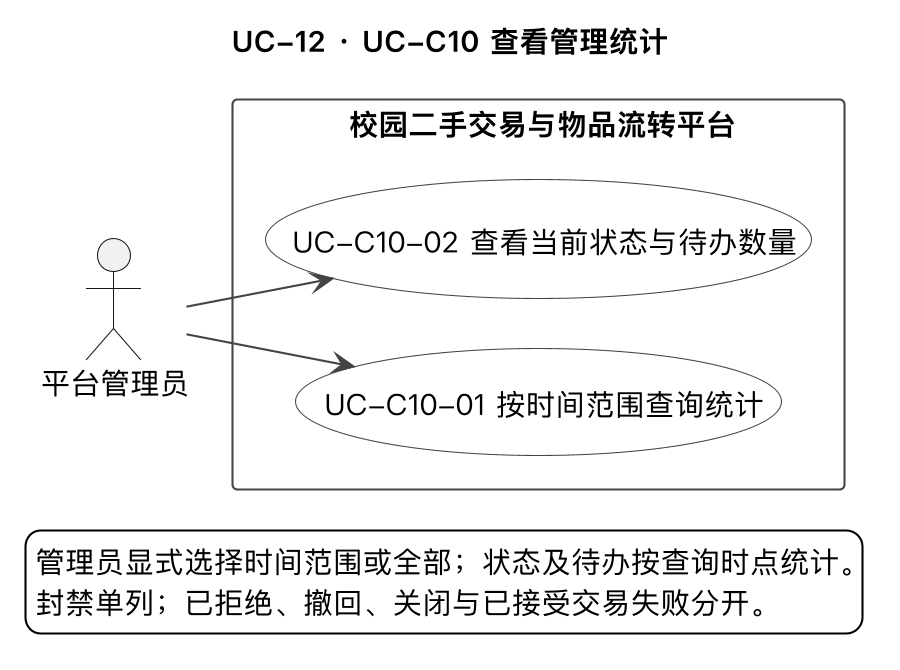 UC-12 · UC-C10 查看管理统计
校园二手交易与物品流转平台
UC-C10-02 查看当前状态与待办数量
平台管理员
UC-C10-01 按时间范围查询统计
管理员显式选择时间范围或全部；状态及待办按查询时点统计。
封禁单列；已拒绝、撤回、关闭与已接受交易失败分开。